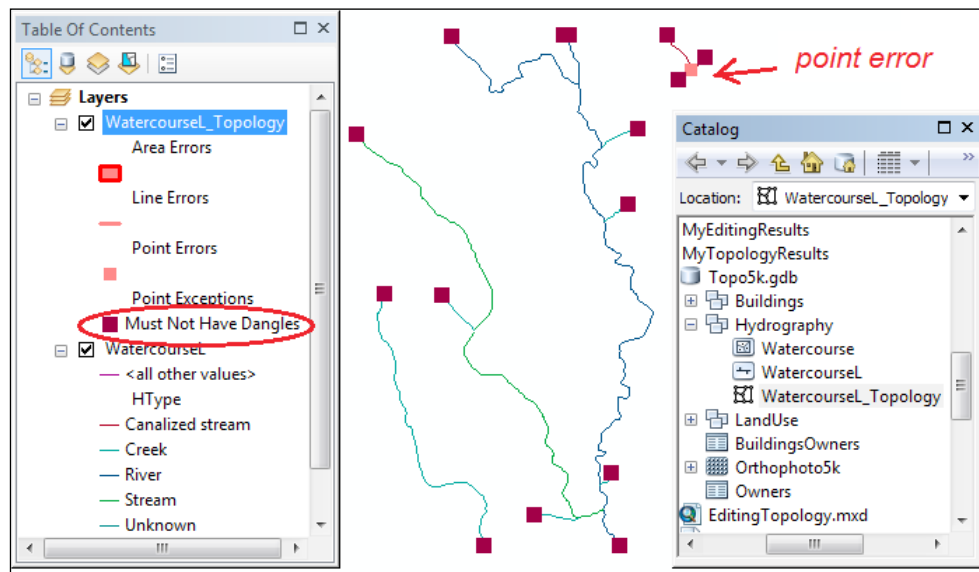 Table Of Contents
Layers
WatercourseL_Topology
Area Errors
Line Errors
Point Errors
Point Exceptions
Must Not Have Dangles
WatercourseL
<all other values>
HType
Canalized stream
Creek
River
Stream
Unknown
point error
Catalog
Location: WatercourseL_Topology
MyEditingResults
MyTopologyResults
Topo5k.gdb
Buildings
Hydrography
Watercourse
WatercourseL
WatercourseL_Topology
LandUse
BuildingsOwners
Orthophoto5k
Owners
EditingTopology.mxd